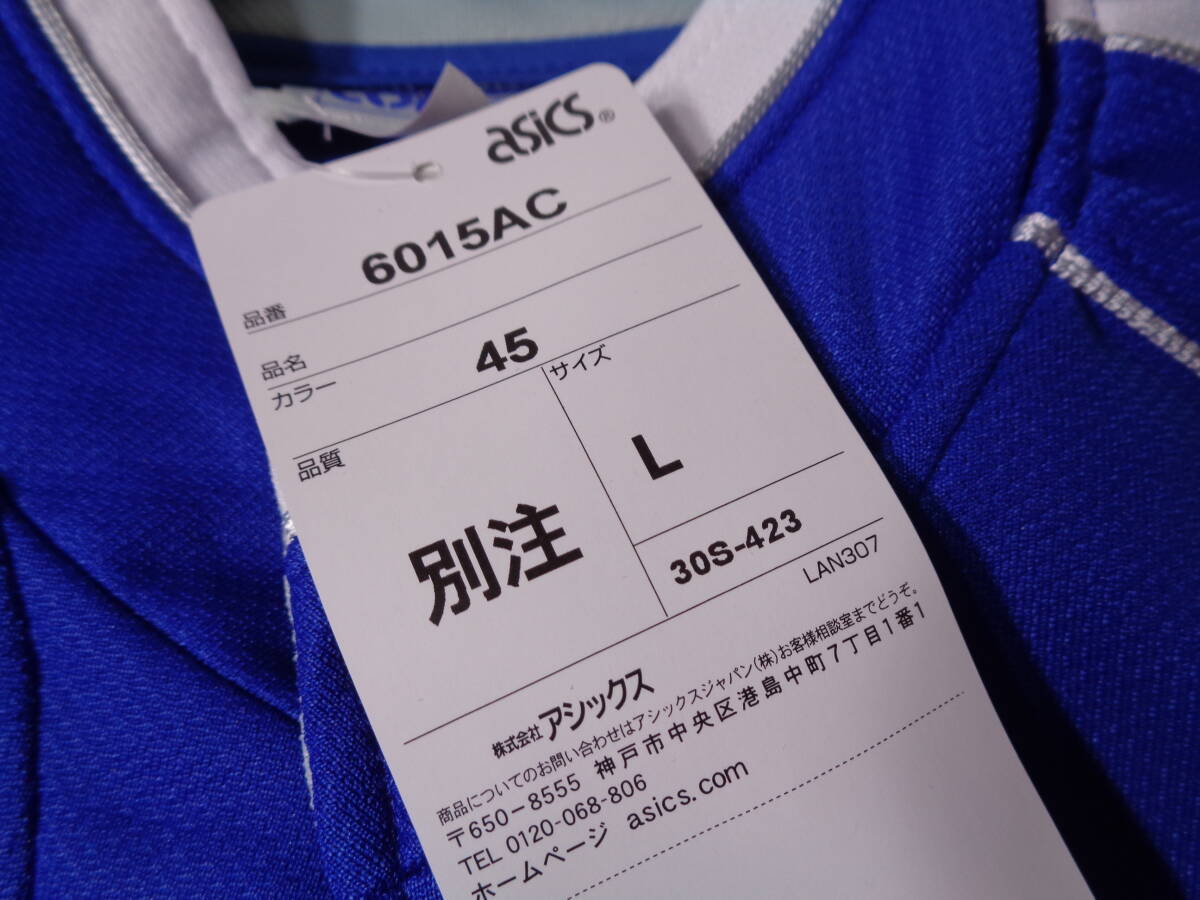 asics®
品番 6015AC
品名
カラー 45
品質 別注
サイズ
L
30S-423
LAN307
株式会社アシックス
商品についてのお問い合わせはアシックスジャパン(株)お客様相談室までどうぞ。
〒650-8555 神戸市中央区港島中町7丁目1番1
TEL 0120-068-806
ホームページ asics.com